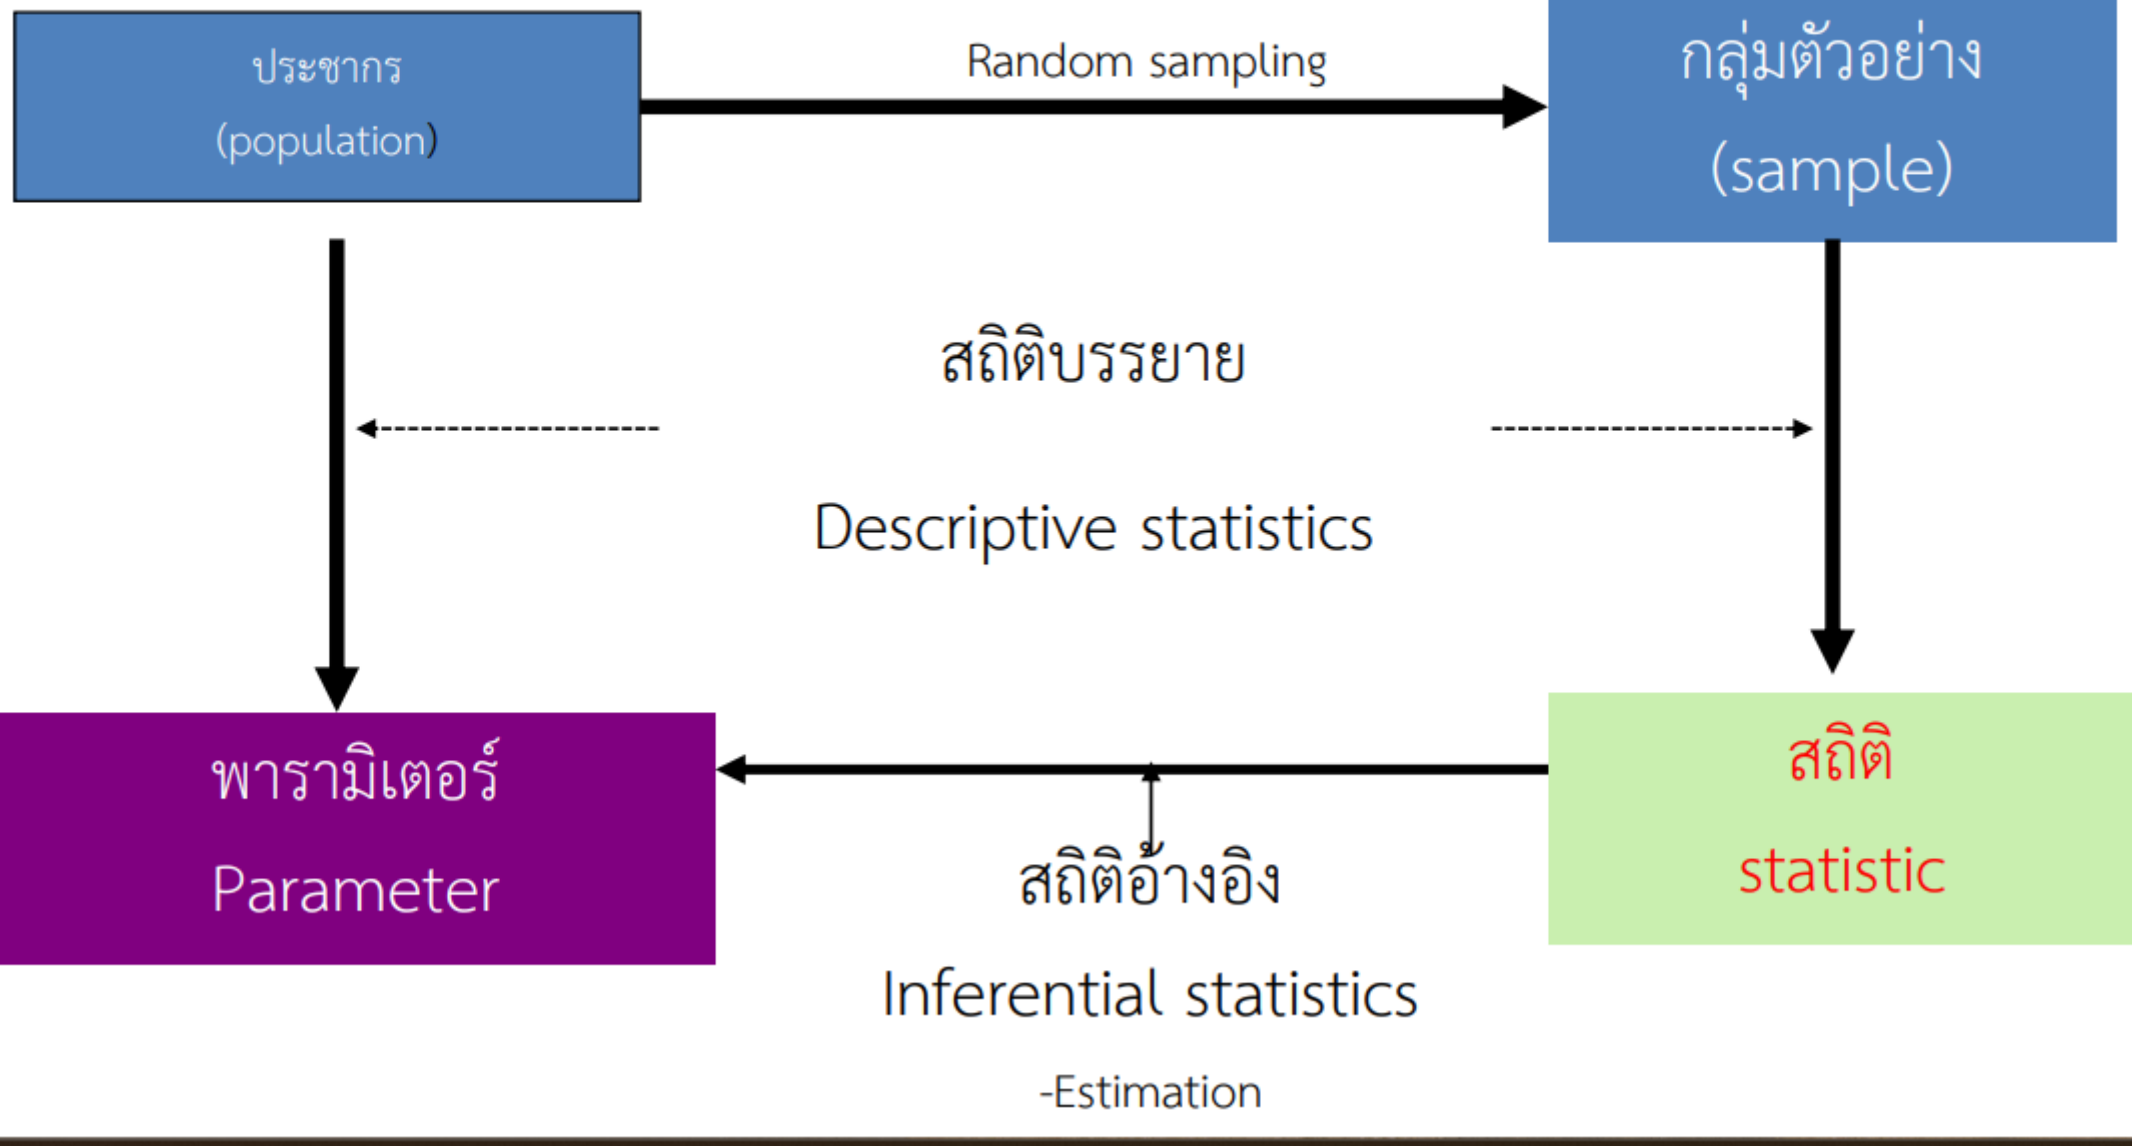 ประชากร
(population)
Random sampling
กลุ่มตัวอย่าง
(sample)
สถิติบรรยาย
Descriptive statistics
พารามิเตอร์
Parameter
สถิติ
statistic
สถิติอ้างอิง
Inferential statistics
-Estimation